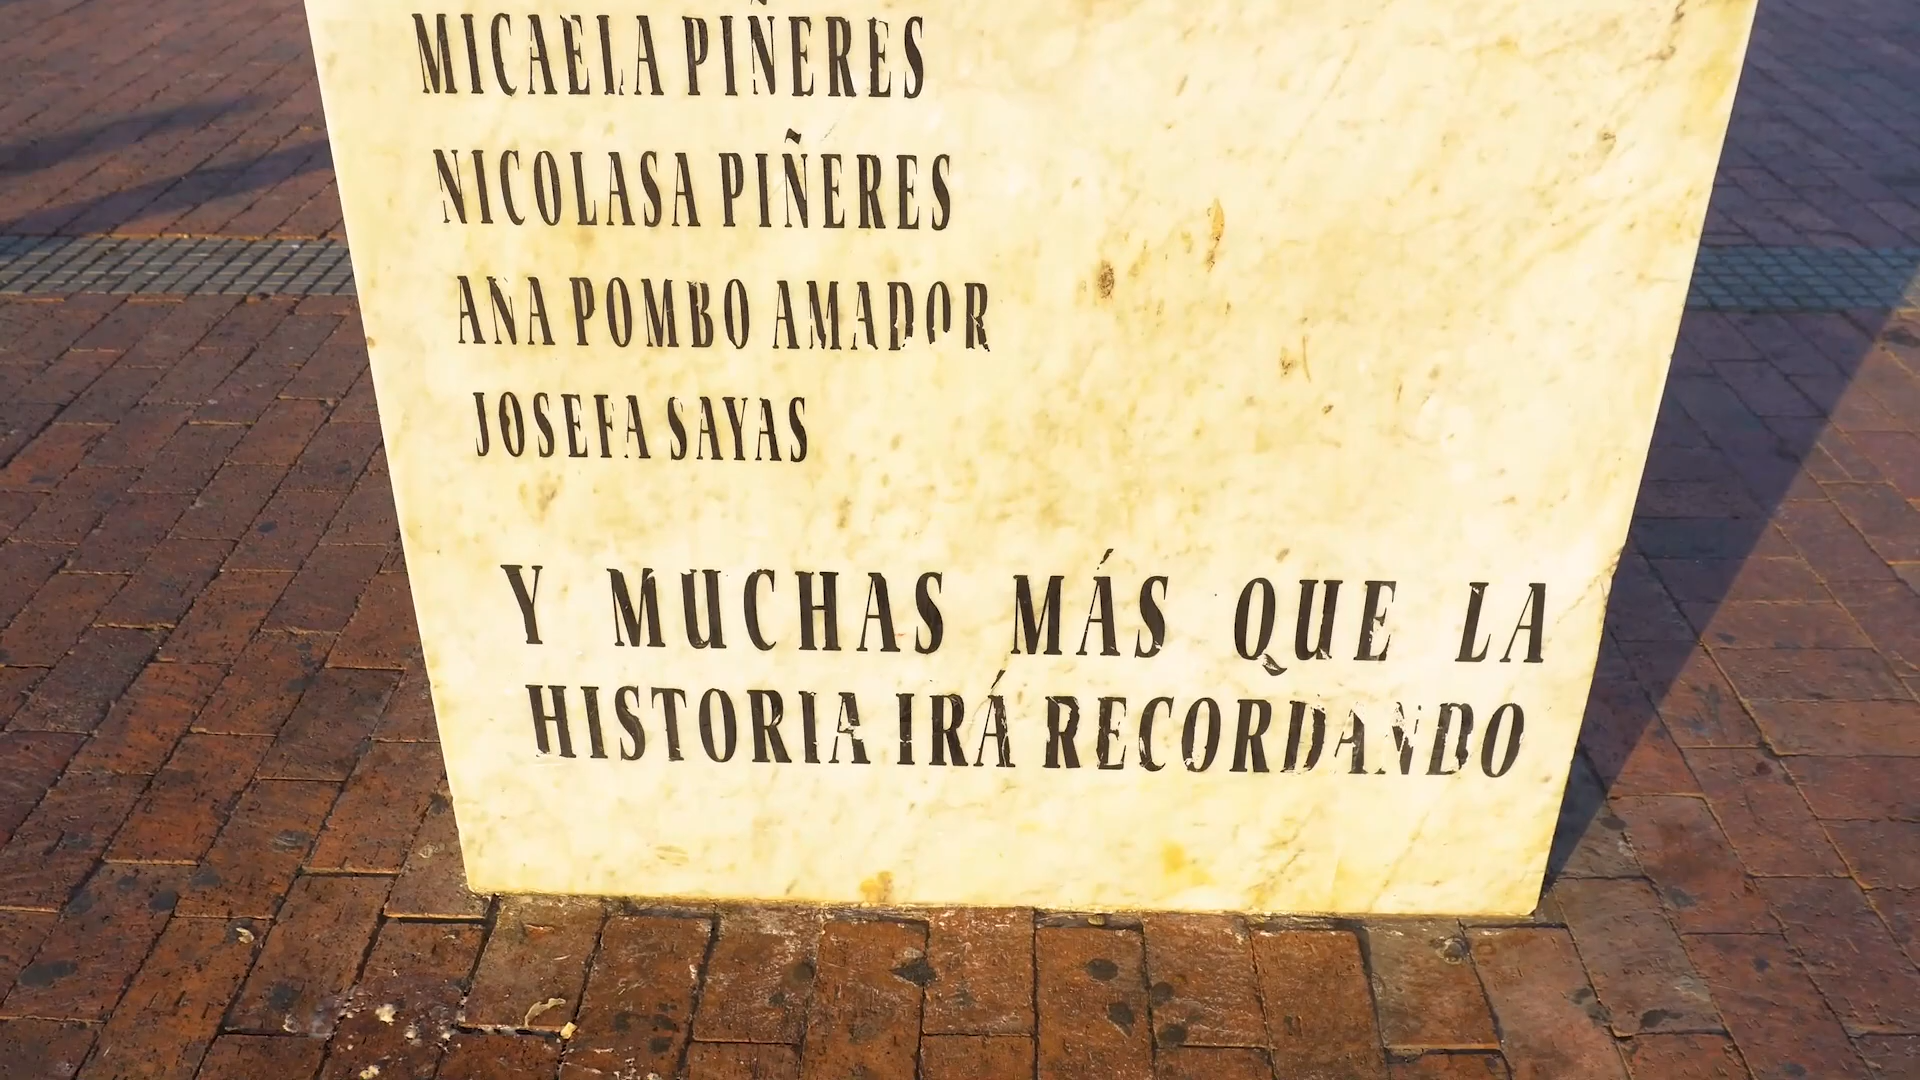 MICAELA PIÑERES
NICOLASA PIÑERES
ANA POMBO AMADOR
JOSEFA SAYAS
Y MUCHAS MÁS QUE LA
HISTORIA IRÁ RECORDANDO